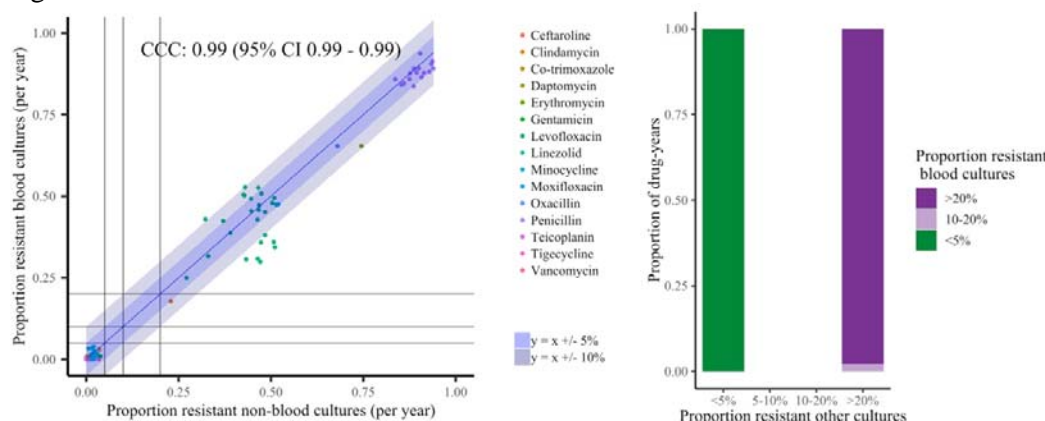 CCC: 0.99 (95% CI 0.99 - 0.99)
Proportion resistant blood cultures (per year)
1.00
0.75
0.50
0.25
0.00
0.00
0.25
0.50
0.75
1.00
Proportion resistant non-blood cultures (per year)
Ceftaroline
Clindamycin
Co-trimoxazole
Daptomycin
Erythromycin
Gentamicin
Levofloxacin
Linezolid
Minocycline
Moxifloxacin
Oxacillin
Penicillin
Teicoplanin
Tigecycline
Vancomycin
y = x +/- 5%
y = x +/- 10%
Proportion of drug-years
1.00
0.75
0.50
0.25
0.00
<5%
5-10%
10-20%
>20%
Proportion resistant other cultures
Proportion resistant
blood cultures
>20%
10-20%
<5%